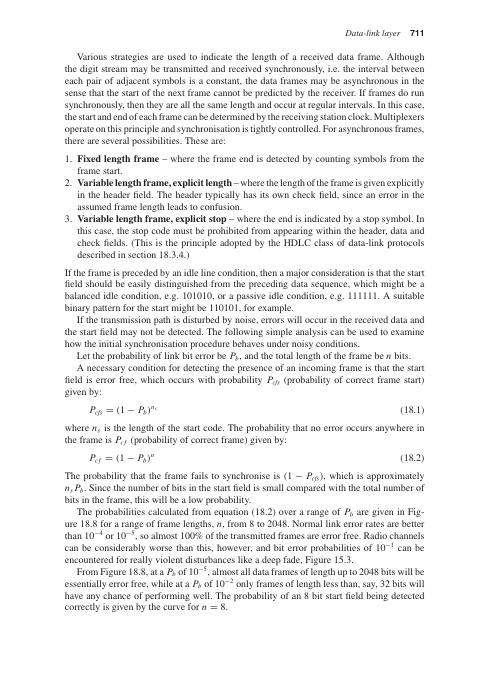 Data-link layer 711
Various strategies are used to indicate the length of a received data frame. Although
the digit stream may be transmitted and received synchronously, i.e. the interval between
each pair of adjacent symbols is a constant, the data frames may be asynchronous in the
sense that the start of the next frame cannot be predicted by the receiver. If frames do run
synchronously, then they are all the same length and occur at regular intervals. In this case,
the start and end of each frame can be determined by the receiving station clock. Multiplexers
operate on this principle and synchronisation is tightly controlled. For asynchronous frames,
there are several possibilities. These are:
1. Fixed length frame – where the frame end is detected by counting symbols from the
frame start.
2. Variable length frame, explicit length – where the length of the frame is given explicitly
in the header field. The header typically has its own check field, since an error in the
assumed frame length leads to confusion.
3. Variable length frame, explicit stop – where the end is indicated by a stop symbol. In
this case, the stop code must be prohibited from appearing within the header, data and
check fields. (This is the principle adopted by the HDLC class of data-link protocols
described in section 18.3.4.)
If the frame is preceded by an idle line condition, then a major consideration is that the start
field should be easily distinguished from the preceding data sequence, which might be a
balanced idle condition, e.g. 101010, or a passive idle condition, e.g. 111111. A suitable
binary pattern for the start might be 110101, for example.
If the transmission path is disturbed by noise, errors will occur in the received data and
the start field may not be detected. The following simple analysis can be used to examine
how the initial synchronisation procedure behaves under noisy conditions.
Let the probability of link bit error be P_b, and the total length of the frame be n bits.
A necessary condition for detecting the presence of an incoming frame is that the start
field is error free, which occurs with probability P_cfs (probability of correct frame start)
given by:
P_cfs = (1 − P_b)^n_s (18.1)
where n_s is the length of the start code. The probability that no error occurs anywhere in
the frame is P_cf (probability of correct frame) given by:
P_cf = (1 − P_b)^n (18.2)
The probability that the frame fails to synchronise is (1 − P_cfs), which is approximately
n_s P_b. Since the number of bits in the start field is small compared with the total number of
bits in the frame, this will be a low probability.
The probabilities calculated from equation (18.2) over a range of P_b are given in Fig-
ure 18.8 for a range of frame lengths, n, from 8 to 2048. Normal link error rates are better
than 10⁻⁴ or 10⁻⁵, so almost 100% of the transmitted frames are error free. Radio channels
can be considerably worse than this, however, and bit error probabilities of 10⁻¹ can be
encountered for really violent disturbances like a deep fade, Figure 15.3.
From Figure 18.8, at a P_b of 10⁻⁵, almost all data frames of length up to 2048 bits will be
essentially error free, while at a P_b of 10⁻² only frames of length less than, say, 32 bits will
have any chance of performing well. The probability of an 8 bit start field being detected
correctly is given by the curve for n = 8.